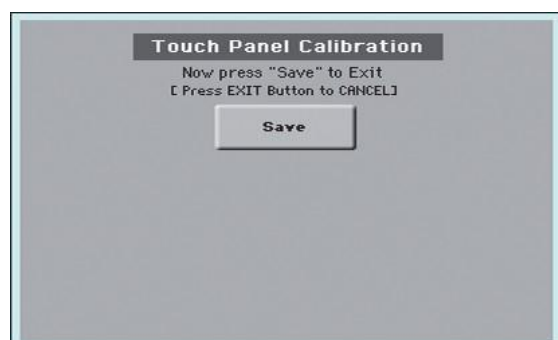 Touch Panel Calibration
Now press "Save" to Exit
[ Press EXIT Button to CANCEL]
Save